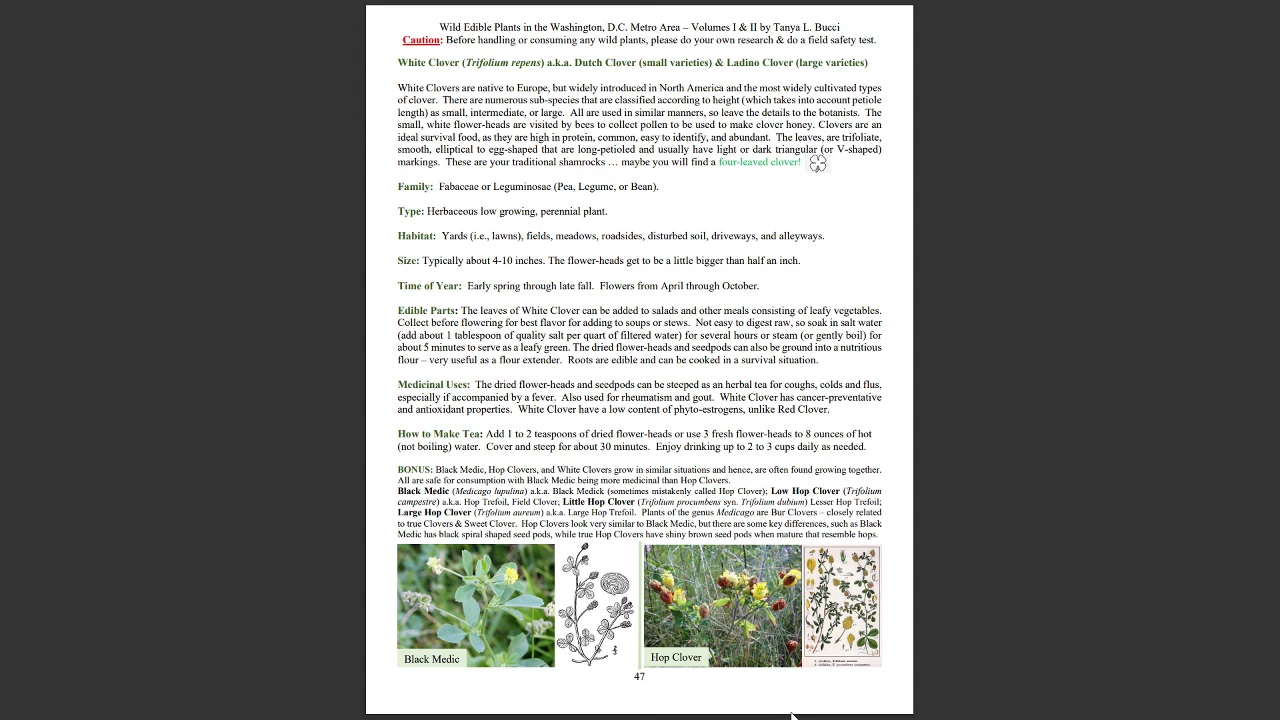 Wild Edible Plants in the Washington, D.C. Metro Area – Volumes I & II by Tanya L. Bucci
Caution: Before handling or consuming any wild plants, please do your own research & do a field safety test.
White Clover (Trifolium repens) a.k.a. Dutch Clover (small varieties) & Ladino Clover (large varieties)
White Clovers are native to Europe, but widely introduced in North America and the most widely cultivated types
of clover. There are numerous sub-species that are classified according to height (which takes into account petiole
length) as small, intermediate, or large. All are used in similar manners, so leave the details to the botanists. The
small, white flower-heads are visited by bees to collect pollen to be used to make clover honey. Clovers are an
ideal survival food, as they are high in protein, common, easy to identify, and abundant. The leaves, are trifoliate,
smooth, elliptical to egg-shaped that are long-petioled and usually have light or dark triangular (or V-shaped)
markings. These are your traditional shamrocks … maybe you will find a four-leaved clover!
Family: Fabaceae or Leguminosae (Pea, Legume, or Bean).
Type: Herbaceous low growing, perennial plant.
Habitat: Yards (i.e., lawns), fields, meadows, roadsides, disturbed soil, driveways, and alleyways.
Size: Typically about 4-10 inches. The flower-heads get to be a little bigger than half an inch.
Time of Year: Early spring through late fall. Flowers from April through October.
Edible Parts: The leaves of White Clover can be added to salads and other meals consisting of leafy vegetables.
Collect before flowering for best flavor for adding to soups or stews. Not easy to digest raw, so soak in salt water
(add about 1 tablespoon of quality salt per quart of filtered water) for several hours or steam (or gently boil) for
about 5 minutes to serve as a leafy green. The dried flower-heads and seedpods can also be ground into a nutritious
flour – very useful as a flour extender. Roots are edible and can be cooked in a survival situation.
Medicinal Uses: The dried flower-heads and seedpods can be steeped as an herbal tea for coughs, colds and flus,
especially if accompanied by a fever. Also used for rheumatism and gout. White Clover has cancer-preventative
and antioxidant properties. White Clover have a low content of phyto-estrogens, unlike Red Clover.
How to Make Tea: Add 1 to 2 teaspoons of dried flower-heads or use 3 fresh flower-heads to 8 ounces of hot
(not boiling) water. Cover and steep for about 30 minutes. Enjoy drinking up to 2 to 3 cups daily as needed.
BONUS: Black Medic, Hop Clovers, and White Clovers grow in similar situations and hence, are often found growing together.
All are safe for consumption with Black Medic being more medicinal than Hop Clovers.
Black Medic (Medicago lupulina) a.k.a. Black Medick (sometimes mistakenly called Hop Clover); Low Hop Clover (Trifolium
campestre) a.k.a. Hop Trefoil, Field Clover; Little Hop Clover (Trifolium procumbens syn. Trifolium dubium) Lesser Hop Trefoil;
Large Hop Clover (Trifolium aureum) a.k.a. Large Hop Trefoil. Plants of the genus Medicago are Bur Clovers – closely related
to true Clovers & Sweet Clover. Hop Clovers look very similar to Black Medic, but there are some key differences, such as Black
Medic has black spiral shaped seed pods, while true Hop Clovers have shiny brown seed pods when mature that resemble hops.
Black Medic
Hop Clover
47